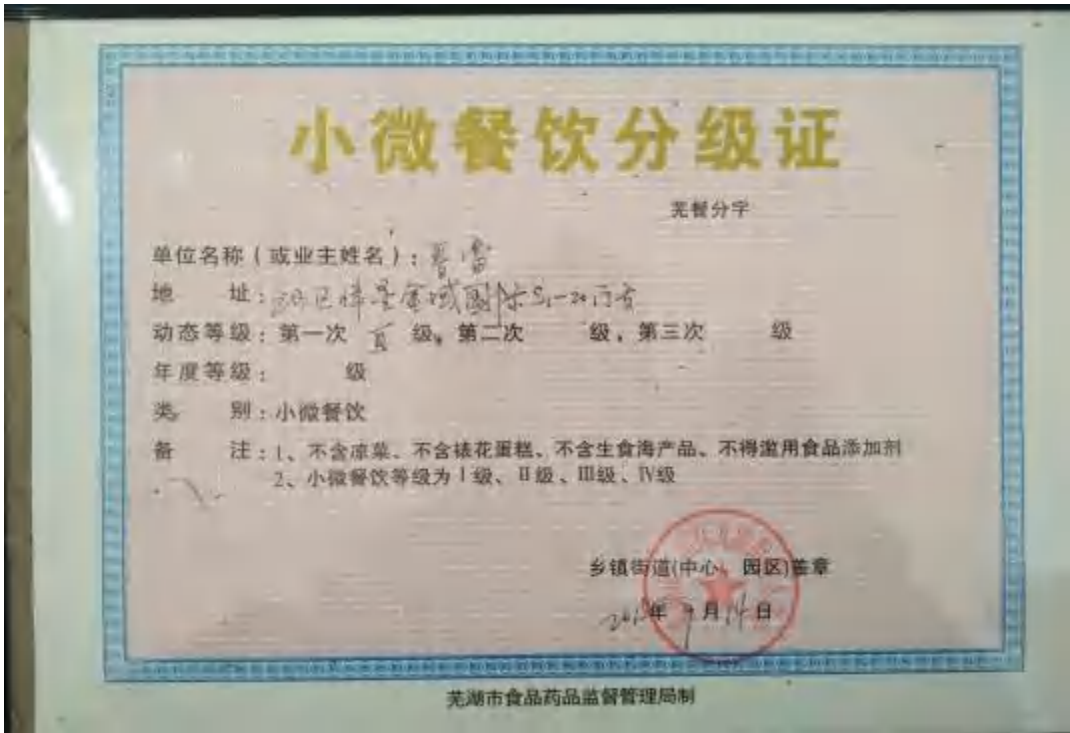 小微餐饮分级证
芜餐分字
单位名称（或业主姓名）：
地 址：
动态等级：第一次 级，第二次 级，第三次 级
年度等级： 级
类 别：小微餐饮
备 注：1、不含凉菜、不含裱花蛋糕、不含生食海产品、不得滥用食品添加剂
2、小微餐饮等级为Ⅰ级、Ⅱ级、Ⅲ级、Ⅳ级
乡镇街道(中心、园区)签章
年9月14日
芜湖市食品药品监督管理局制